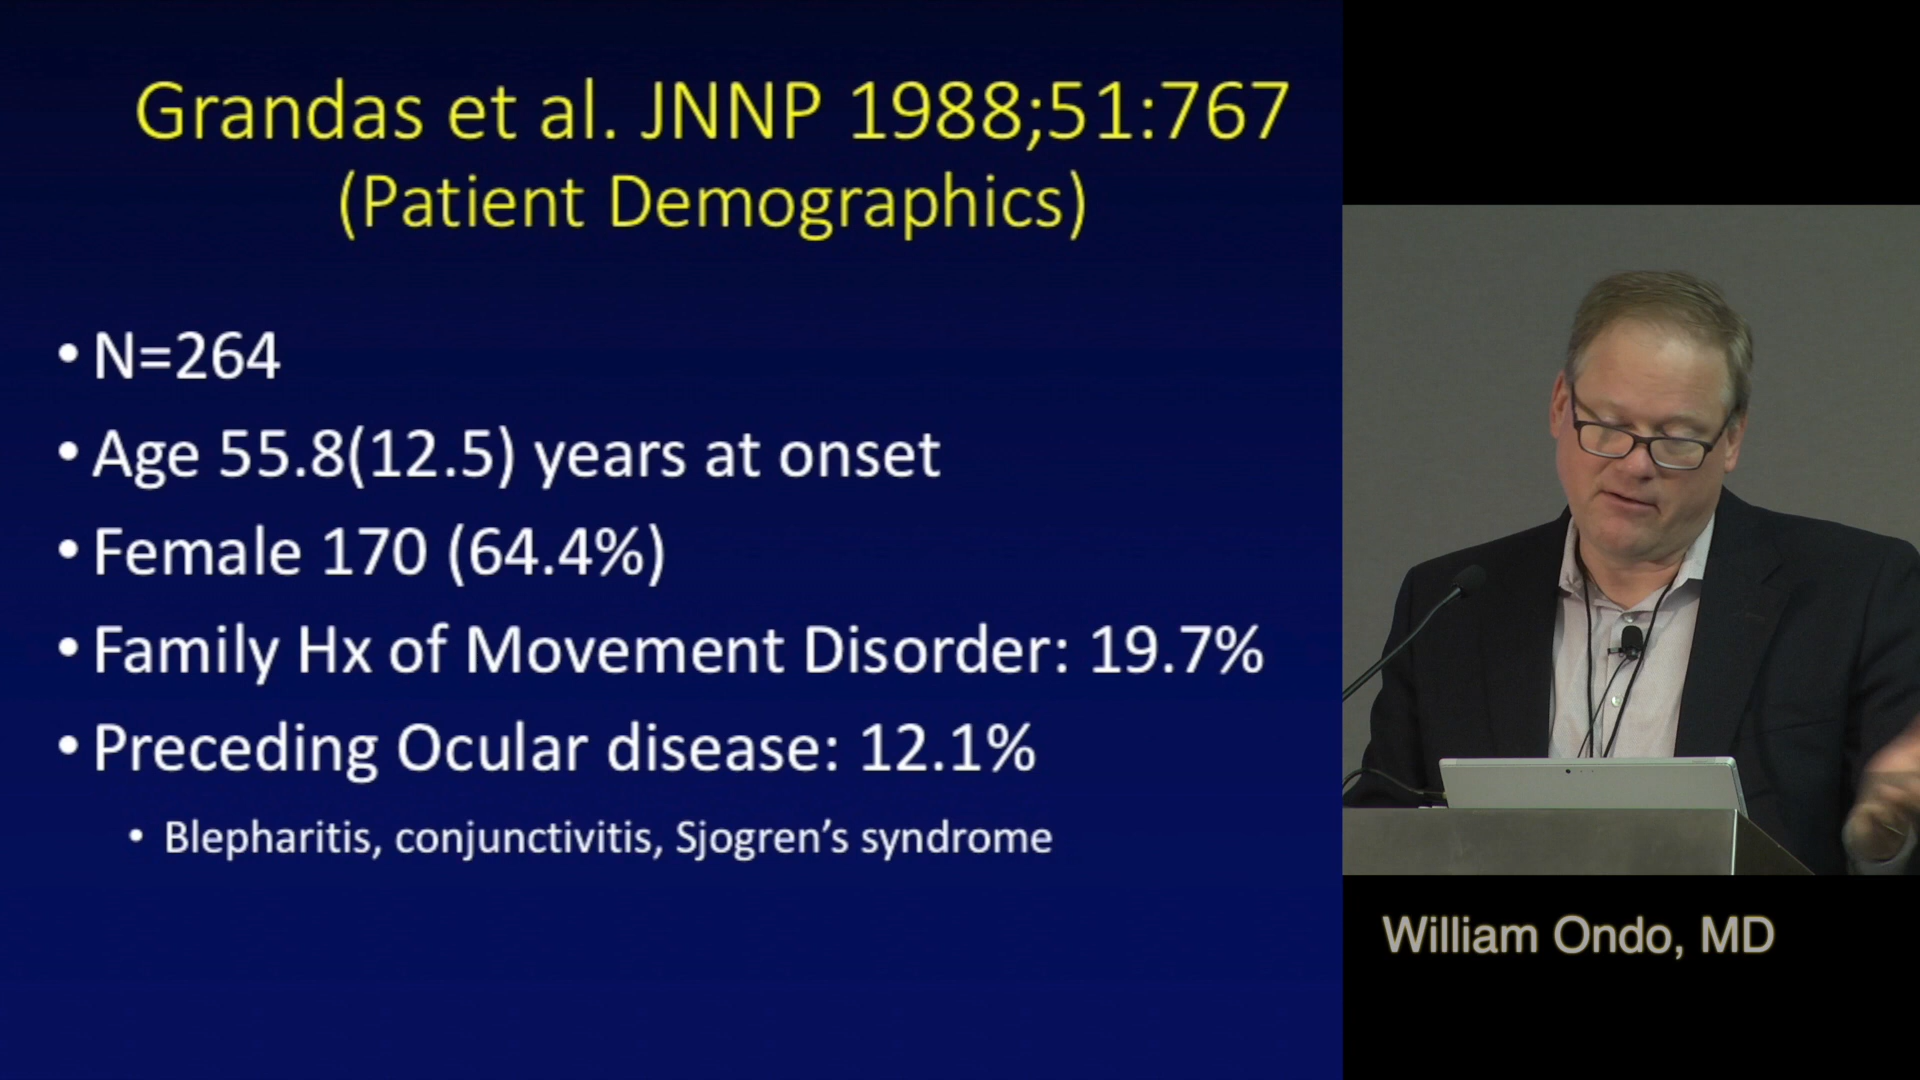 Grandas et al. JNNP 1988;51:767
(Patient Demographics)
• N=264
• Age 55.8(12.5) years at onset
• Female 170 (64.4%)
• Family Hx of Movement Disorder: 19.7%
• Preceding Ocular disease: 12.1%
• Blepharitis, conjunctivitis, Sjogren’s syndrome
William Ondo, MD